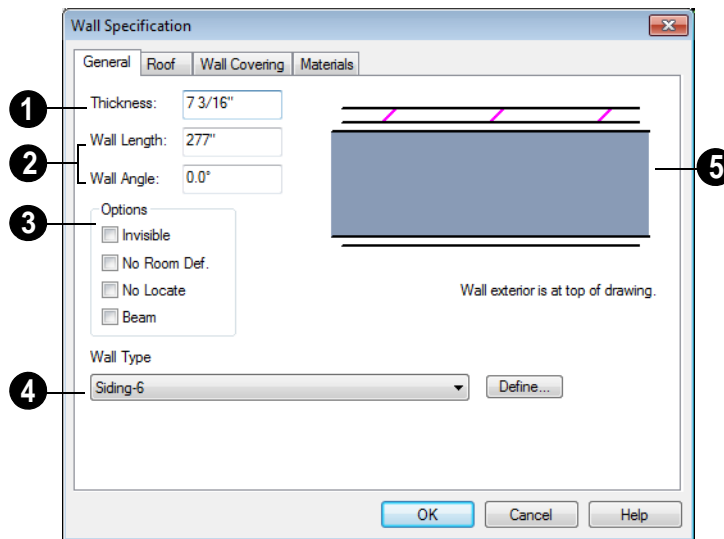 Wall Specification
General Roof Wall Covering Materials
1 Thickness: 7 3/16"
2 Wall Length: 277"
Wall Angle: 0.0°
3 Options
Invisible
No Room Def.
No Locate
Beam
5
Wall exterior is at top of drawing.
Wall Type
4 Siding-6 Define...
OK Cancel Help